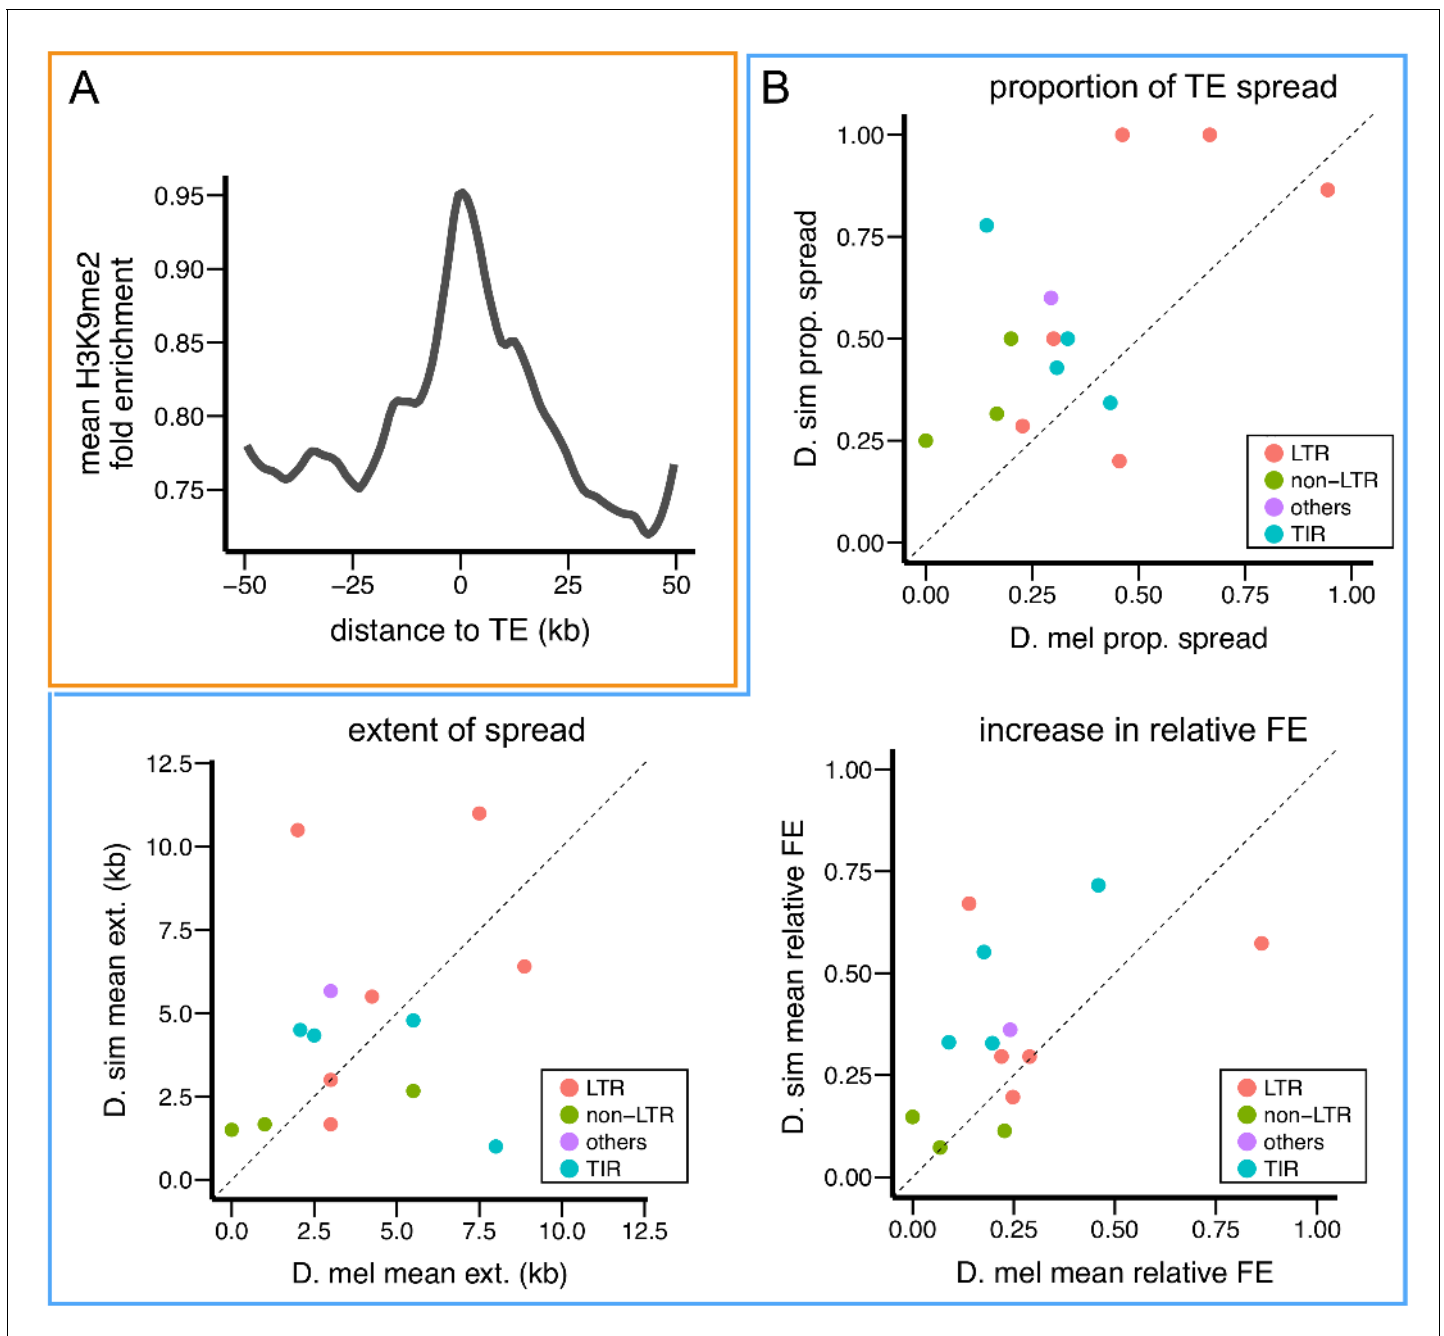 A
mean H3K9me2
fold enrichment
0.95
0.90
0.85
0.80
0.75
−50
−25
0
25
50
distance to TE (kb)
B
proportion of TE spread
D. sim prop. spread
1.00
0.75
0.50
0.25
0.00
LTR
non−LTR
others
TIR
0.00
0.25
0.50
0.75
1.00
D. mel prop. spread
extent of spread
D. sim mean ext. (kb)
12.5
10.0
7.5
5.0
2.5
0.0
LTR
non−LTR
others
TIR
0.0
2.5
5.0
7.5
10.0
12.5
D. mel mean ext. (kb)
increase in relative FE
D. sim mean relative FE
1.00
0.75
0.50
0.25
0.00
LTR
non−LTR
others
TIR
0.00
0.25
0.50
0.75
1.00
D. mel mean relative FE